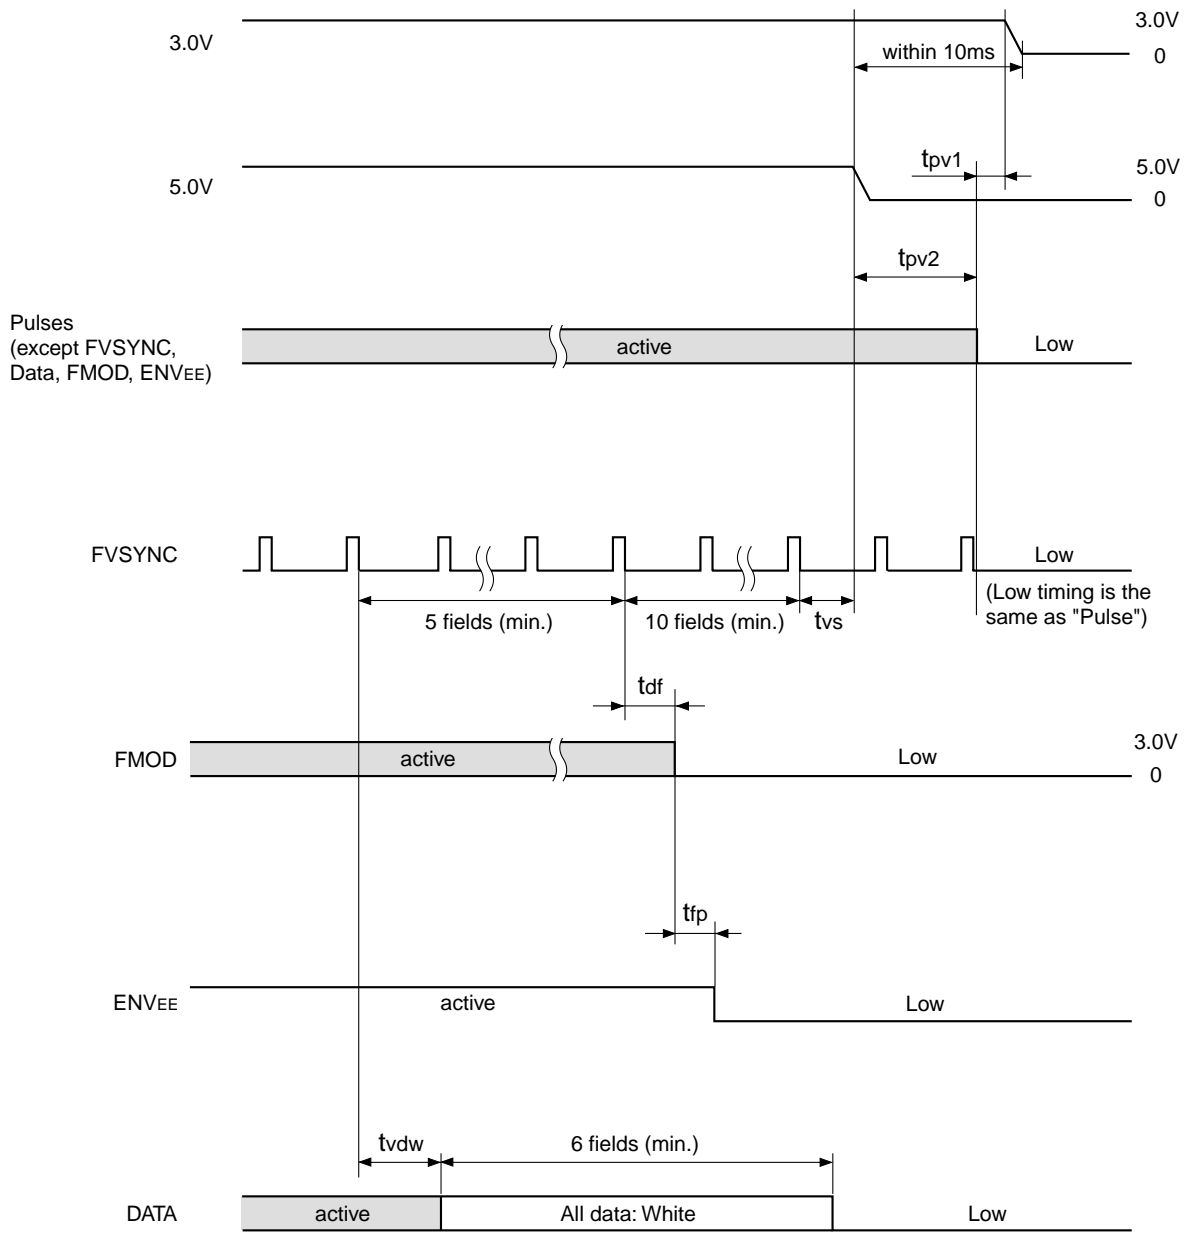 3.0V
3.0V
within 10ms
0
5.0V
tpv1
5.0V
0
tpv2
Pulses
(except FVSYNC,
Data, FMOD, ENVEE)
active
Low
FVSYNC
Low
(Low timing is the
same as "Pulse")
5 fields (min.)
10 fields (min.)
tvs
tdf
FMOD
active
Low
3.0V
0
tfp
ENVEE
active
Low
tvdw
6 fields (min.)
DATA
active
All data: White
Low